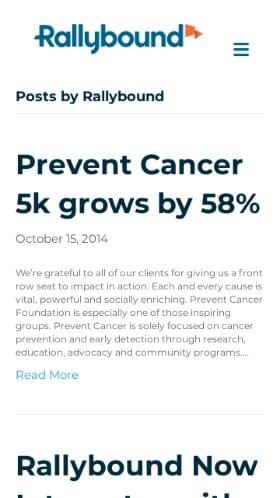 Rallybound
Posts by Rallybound
Prevent Cancer
5k grows by 58%
October 15, 2014
We're grateful to all of our clients for giving us a front
row seat to impact in action. Each and every cause is
vital, powerful and socially enriching. Prevent Cancer
Foundation is especially one of those inspiring
groups. Prevent Cancer is solely focused on cancer
prevention and early detection through research,
education, advocacy and community programs....
Read More
Rallybound Now